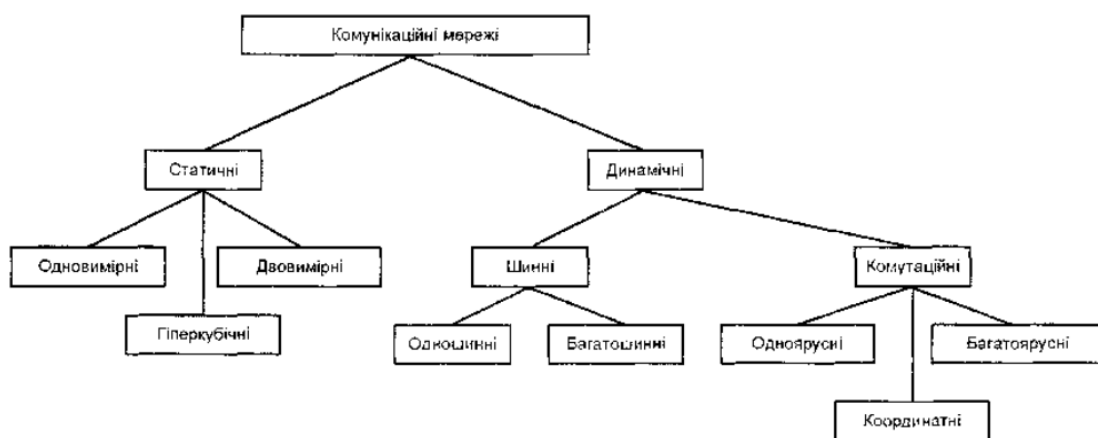 Комунікаційні мережі
Статичні
Динамічні
Одновимірні
Двовимірні
Шинні
Комутаційні
Гіперкубічні
Одношинні
Багатошинні
Одноярусні
Багатоярусні
Координатні